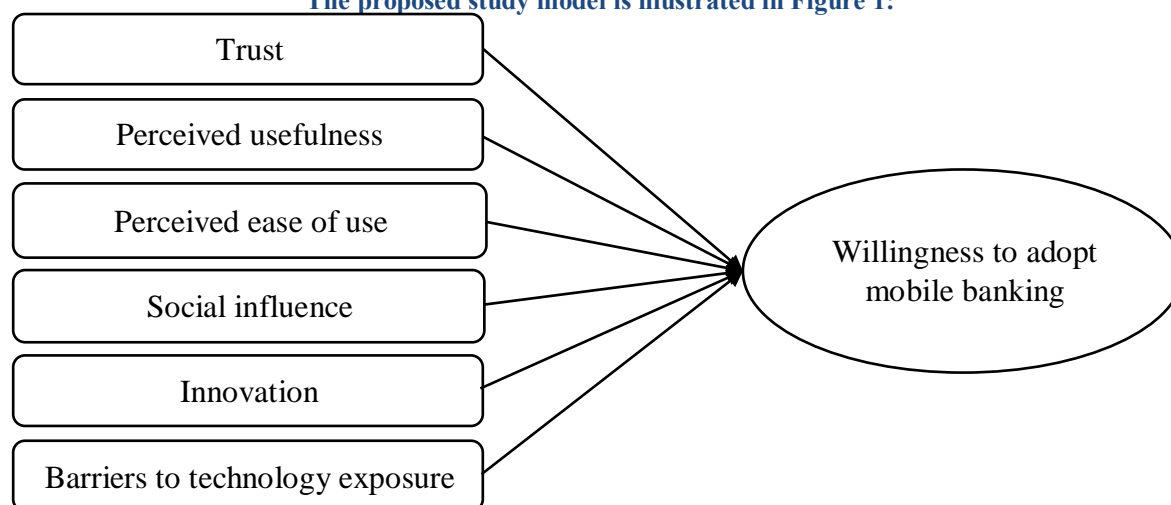 The proposed study model is illustrated in Figure 1:
Trust
Perceived usefulness
Perceived ease of use
Social influence
Innovation
Barriers to technology exposure
Willingness to adopt
mobile banking